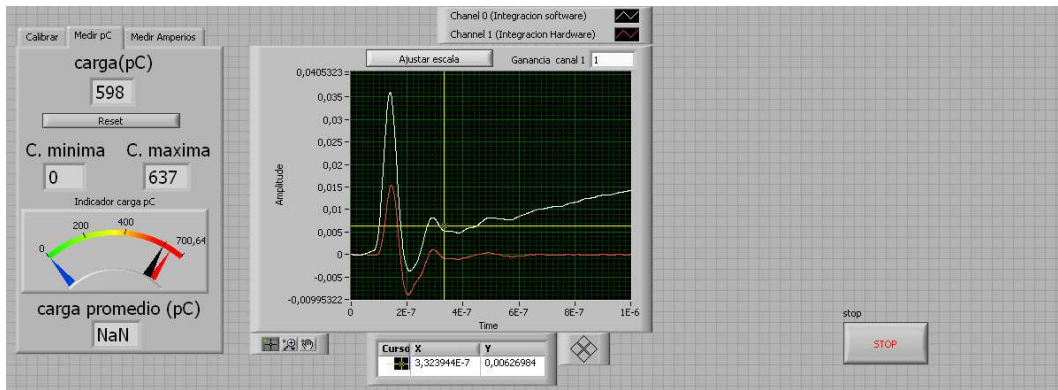 Chanel 0 (Integracion software)
Channel 1 (Integracion Hardware)
Calibrar Medir pC Medir Amperios
carga(pC)
598
Reset
C. minima C. maxima
0 637
Indicador carga pC
0 200 400 700,64
carga promedio (pC)
NaN
Ajustar escala Ganancia canal 1 1
Amplitude
0,0405323
0,035
0,03
0,025
0,02
0,015
0,01
0,005
0
-0,005
-0,00995322
0 2E-7 4E-7 6E-7 8E-7 1E-6
Time
Curso X Y
3,323944E-7 0,00626984
stop
STOP